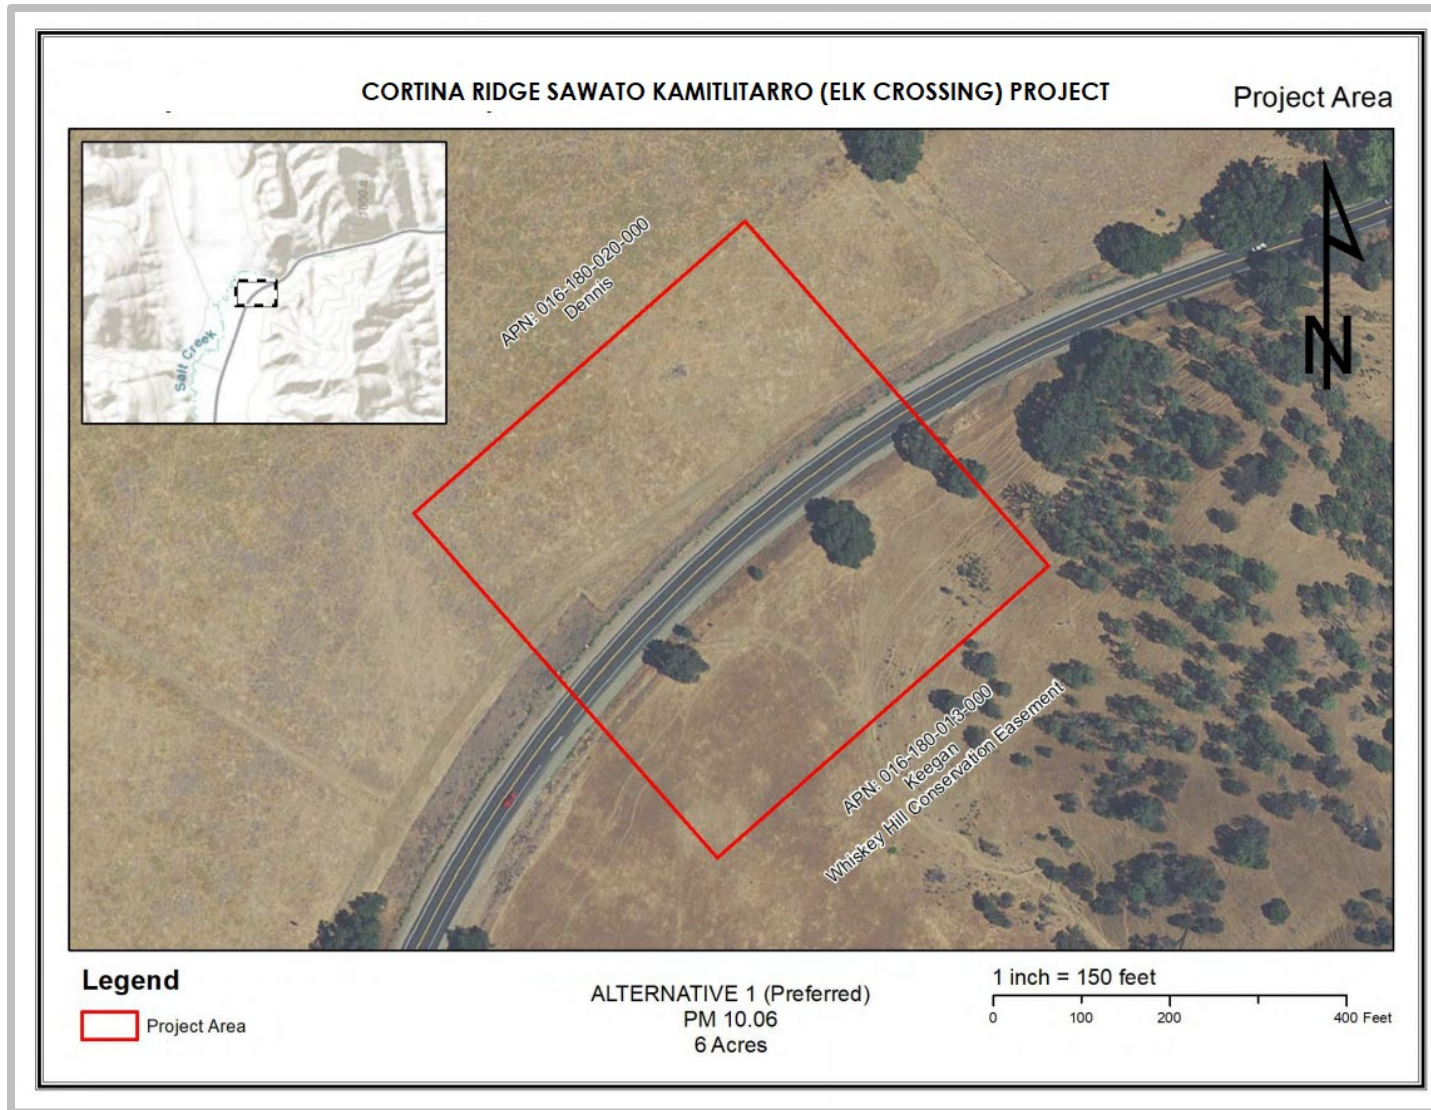 CORTINA RIDGE SAWATO KAMITLITARRO (ELK CROSSING) PROJECT
Project Area
Salt Creek
APN: 016-180-020-000
Dennis
N
APN: 016-180-013-000
Keegan
Whiskey Hill Conservation Easement
Legend
Project Area
ALTERNATIVE 1 (Preferred)
PM 10.06
6 Acres
1 inch = 150 feet
0 100 200 400 Feet